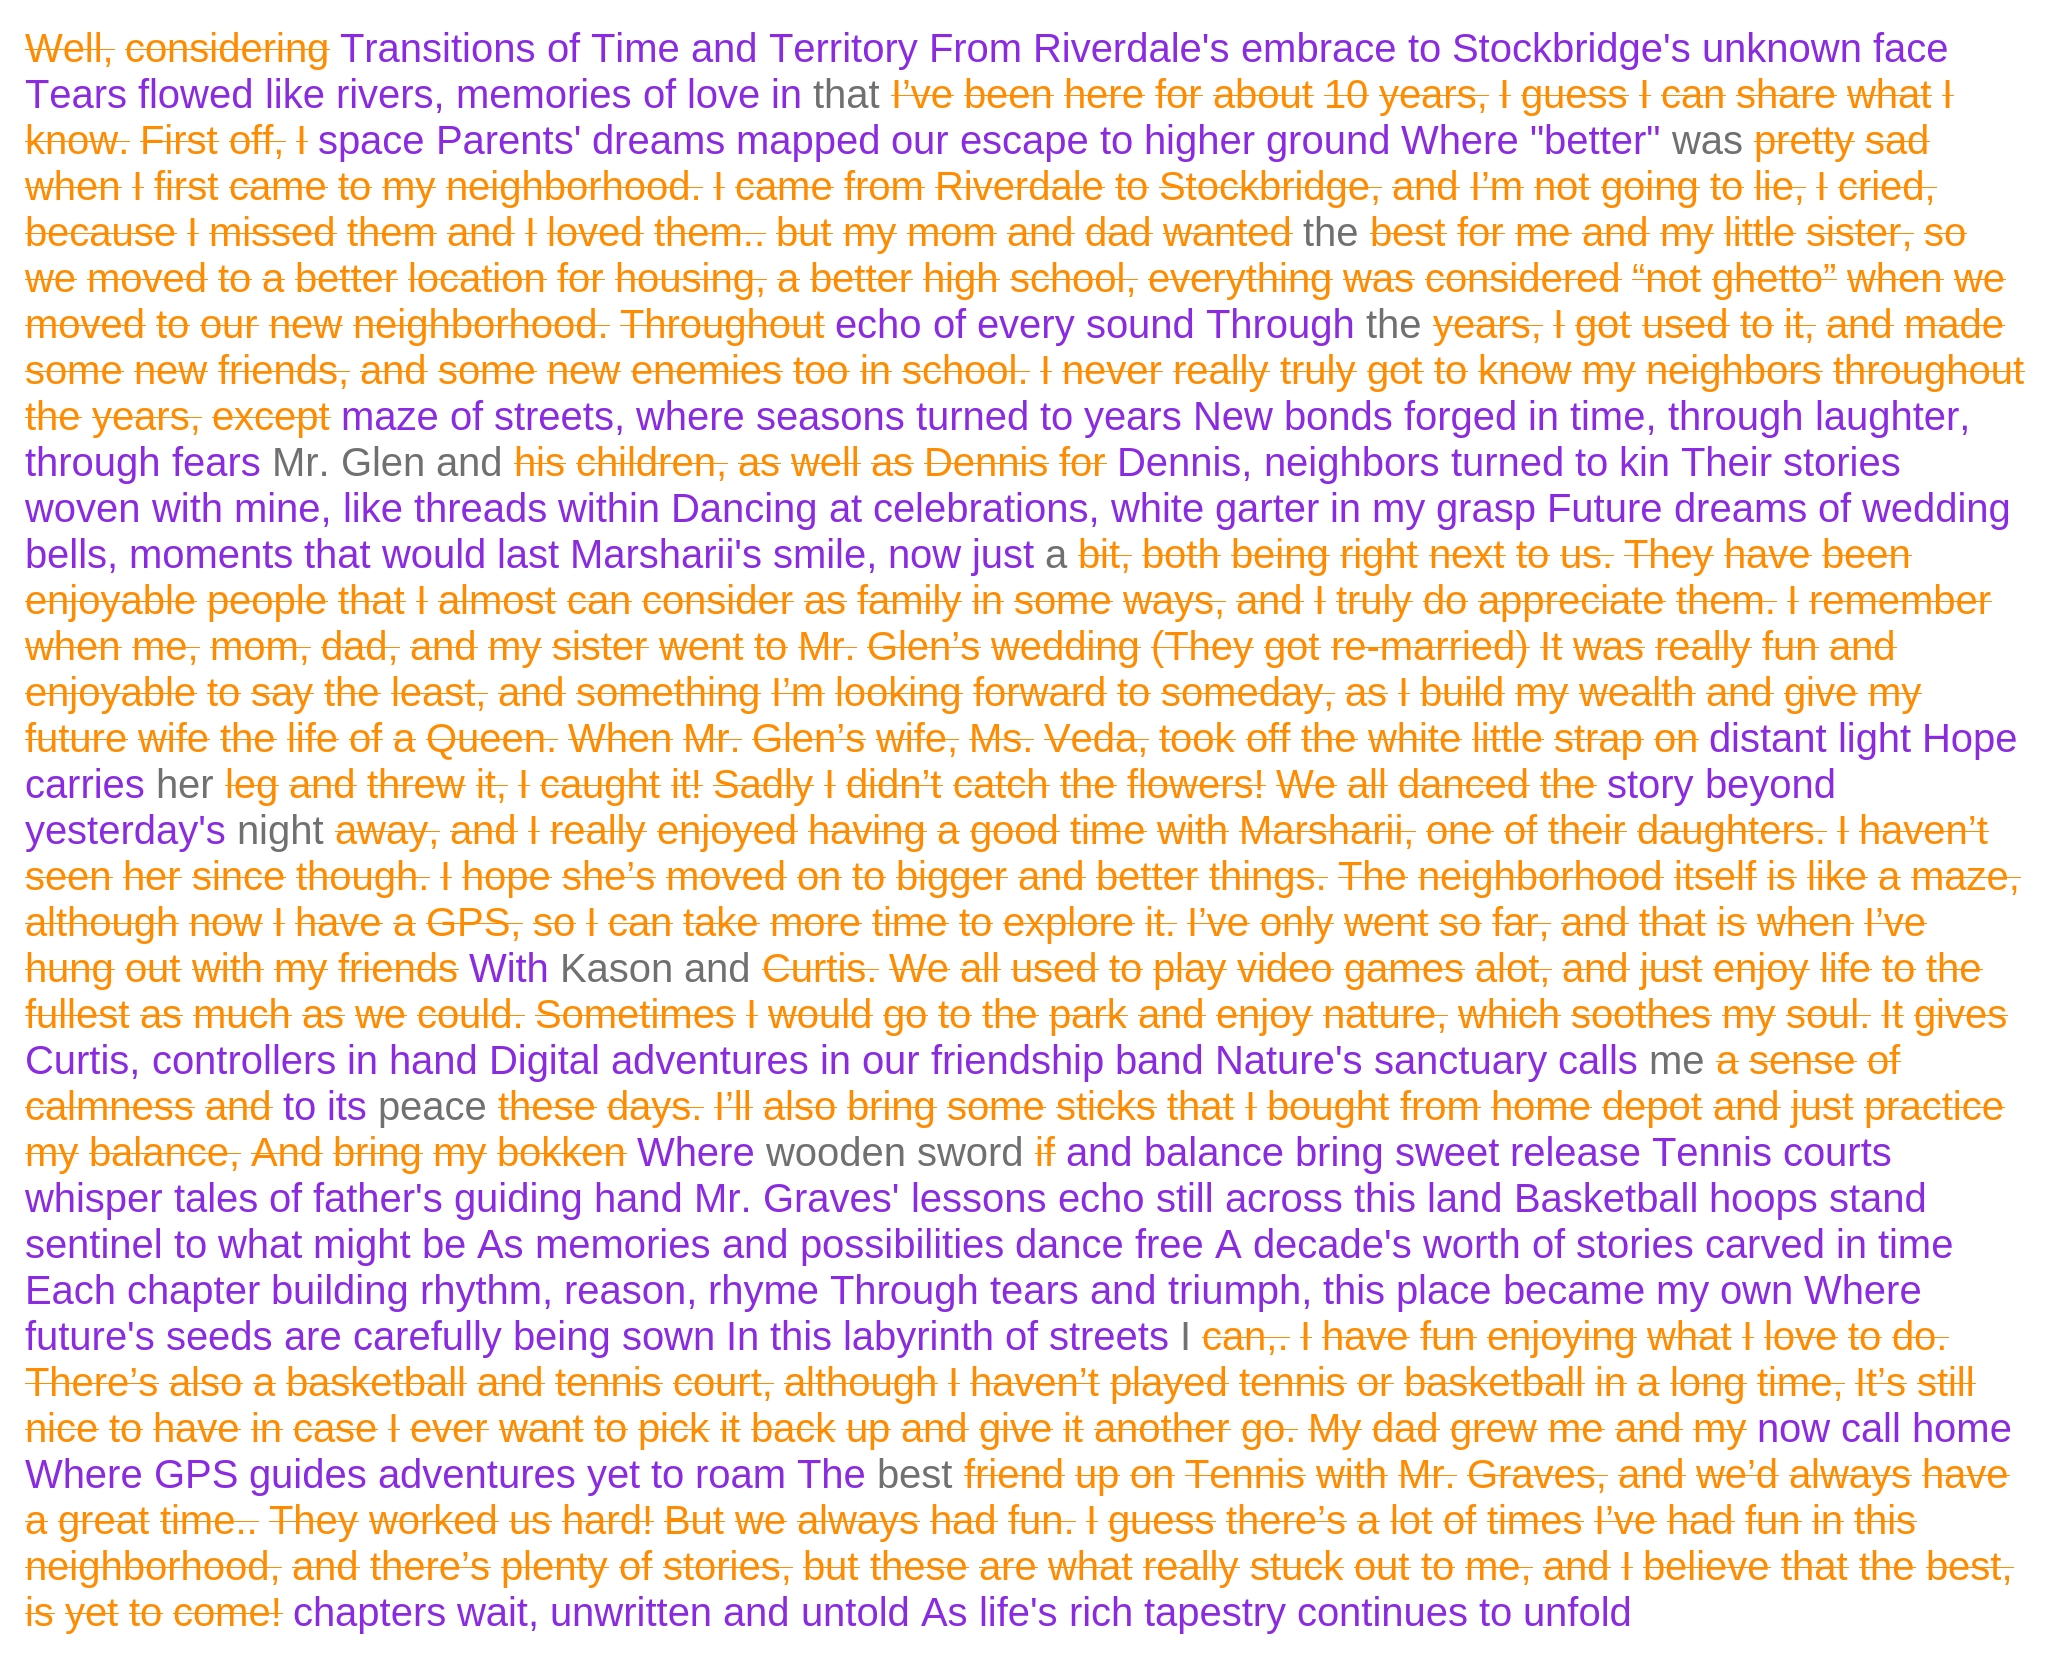 Well, considering Transitions of Time and Territory From Riverdale's embrace to Stockbridge's unknown face
Tears flowed like rivers, memories of love in that I’ve been here for about 10 years, I guess I can share what I
know. First off, I space Parents' dreams mapped our escape to higher ground Where "better" was pretty sad
when I first came to my neighborhood. I came from Riverdale to Stockbridge, and I’m not going to lie, I cried,
because I missed them and I loved them.. but my mom and dad wanted the best for me and my little sister, so
we moved to a better location for housing, a better high school, everything was considered “not ghetto” when we
moved to our new neighborhood. Throughout echo of every sound Through the years, I got used to it, and made
some new friends, and some new enemies too in school. I never really truly got to know my neighbors throughout
the years, except maze of streets, where seasons turned to years New bonds forged in time, through laughter,
through fears Mr. Glen and his children, as well as Dennis for Dennis, neighbors turned to kin Their stories
woven with mine, like threads within Dancing at celebrations, white garter in my grasp Future dreams of wedding
bells, moments that would last Marsharii's smile, now just a bit, both being right next to us. They have been
enjoyable people that I almost can consider as family in some ways, and I truly do appreciate them. I remember
when me, mom, dad, and my sister went to Mr. Glen’s wedding (They got re-married) It was really fun and
enjoyable to say the least, and something I’m looking forward to someday, as I build my wealth and give my
future wife the life of a Queen. When Mr. Glen’s wife, Ms. Veda, took off the white little strap on distant light Hope
carries her leg and threw it, I caught it! Sadly I didn’t catch the flowers! We all danced the story beyond
yesterday's night away, and I really enjoyed having a good time with Marsharii, one of their daughters. I haven’t
seen her since though. I hope she’s moved on to bigger and better things. The neighborhood itself is like a maze,
although now I have a GPS, so I can take more time to explore it. I’ve only went so far, and that is when I’ve
hung out with my friends With Kason and Curtis. We all used to play video games alot, and just enjoy life to the
fullest as much as we could. Sometimes I would go to the park and enjoy nature, which soothes my soul. It gives
Curtis, controllers in hand Digital adventures in our friendship band Nature's sanctuary calls me a sense of
calmness and to its peace these days. I’ll also bring some sticks that I bought from home depot and just practice
my balance, And bring my bokken Where wooden sword if and balance bring sweet release Tennis courts
whisper tales of father's guiding hand Mr. Graves' lessons echo still across this land Basketball hoops stand
sentinel to what might be As memories and possibilities dance free A decade's worth of stories carved in time
Each chapter building rhythm, reason, rhyme Through tears and triumph, this place became my own Where
future's seeds are carefully being sown In this labyrinth of streets I can,. I have fun enjoying what I love to do.
There’s also a basketball and tennis court, although I haven’t played tennis or basketball in a long time, It’s still
nice to have in case I ever want to pick it back up and give it another go. My dad grew me and my now call home
Where GPS guides adventures yet to roam The best friend up on Tennis with Mr. Graves, and we’d always have
a great time.. They worked us hard! But we always had fun. I guess there’s a lot of times I’ve had fun in this
neighborhood, and there’s plenty of stories, but these are what really stuck out to me, and I believe that the best,
is yet to come! chapters wait, unwritten and untold As life's rich tapestry continues to unfold